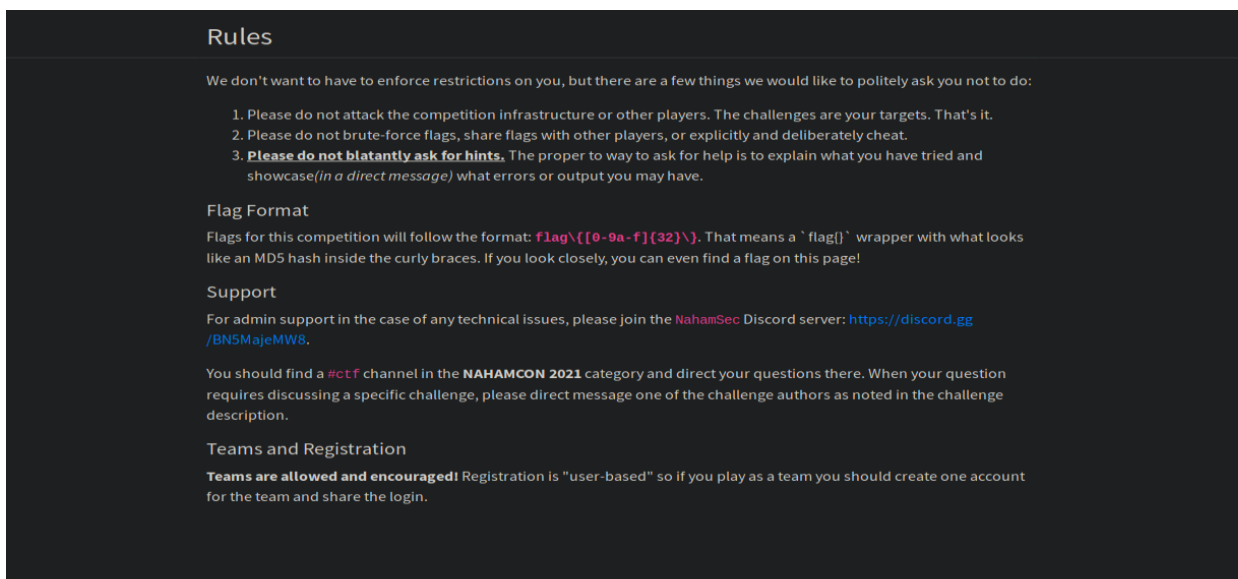 Rules
We don't want to have to enforce restrictions on you, but there are a few things we would like to politely ask you not to do:
1. Please do not attack the competition infrastructure or other players. The challenges are your targets. That's it.
2. Please do not brute-force flags, share flags with other players, or explicitly and deliberately cheat.
3. Please do not blatantly ask for hints. The proper to way to ask for help is to explain what you have tried and
showcase(in a direct message) what errors or output you may have.
Flag Format
Flags for this competition will follow the format: flag\{[0-9a-f]{32}\}. That means a `flag{}` wrapper with what looks
like an MD5 hash inside the curly braces. If you look closely, you can even find a flag on this page!
Support
For admin support in the case of any technical issues, please join the NahamSec Discord server: https://discord.gg
/BN5MajeMW8.
You should find a #ctf channel in the NAHAMCON 2021 category and direct your questions there. When your question
requires discussing a specific challenge, please direct message one of the challenge authors as noted in the challenge
description.
Teams and Registration
Teams are allowed and encouraged! Registration is "user-based" so if you play as a team you should create one account
for the team and share the login.